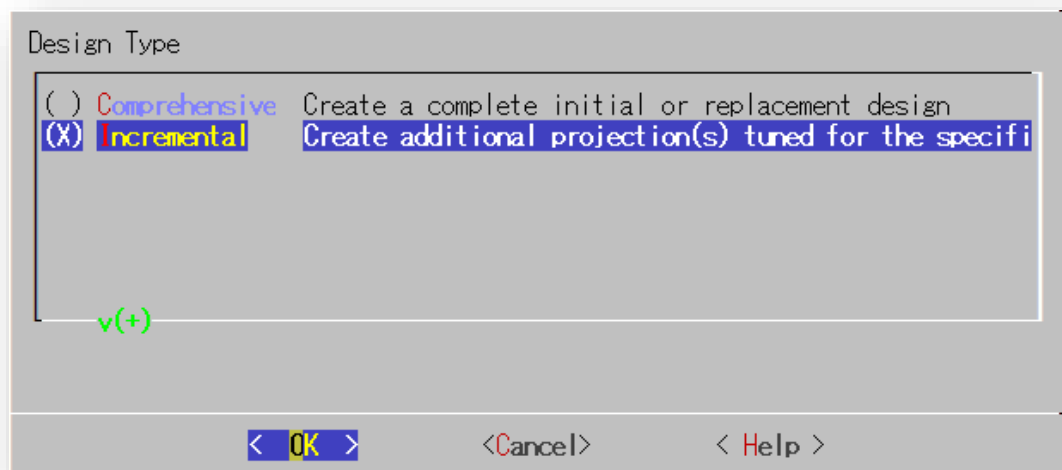 Design Type
( ) Comprehensive Create a complete initial or replacement design
(X) Incremental Create additional projection(s) tuned for the specifi
v(+)
< OK > <Cancel> < Help >